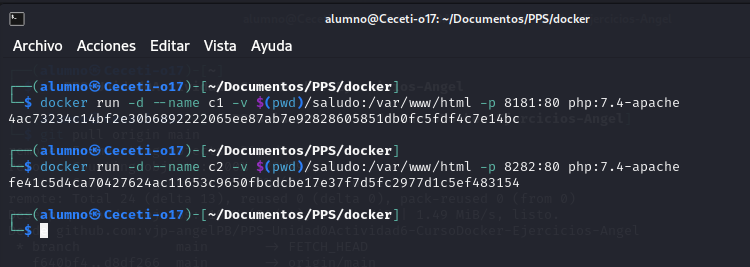 alumno@Ceceti-o17: ~/Documentos/PPS/docker
Archivo Acciones Editar Vista Ayuda
┌──(alumno㉿Ceceti-o17)-[~/Documentos/PPS/docker]
└─$ docker run -d --name c1 -v $(pwd)/saludo:/var/www/html -p 8181:80 php:7.4-apache
4ac73234c14bf2e30b6892222065ee87ab7e92828605851db0fc5fdf4c7e14bc
┌──(alumno㉿Ceceti-o17)-[~/Documentos/PPS/docker]
└─$ docker run -d --name c2 -v $(pwd)/saludo:/var/www/html -p 8282:80 php:7.4-apache
fe41c5d4ca70427624ac11653c9650fbcdcbe17e37f7d5fc2977d1c5ef483154
┌──(alumno㉿Ceceti-o17)-[~/Documentos/PPS/docker]
└─$